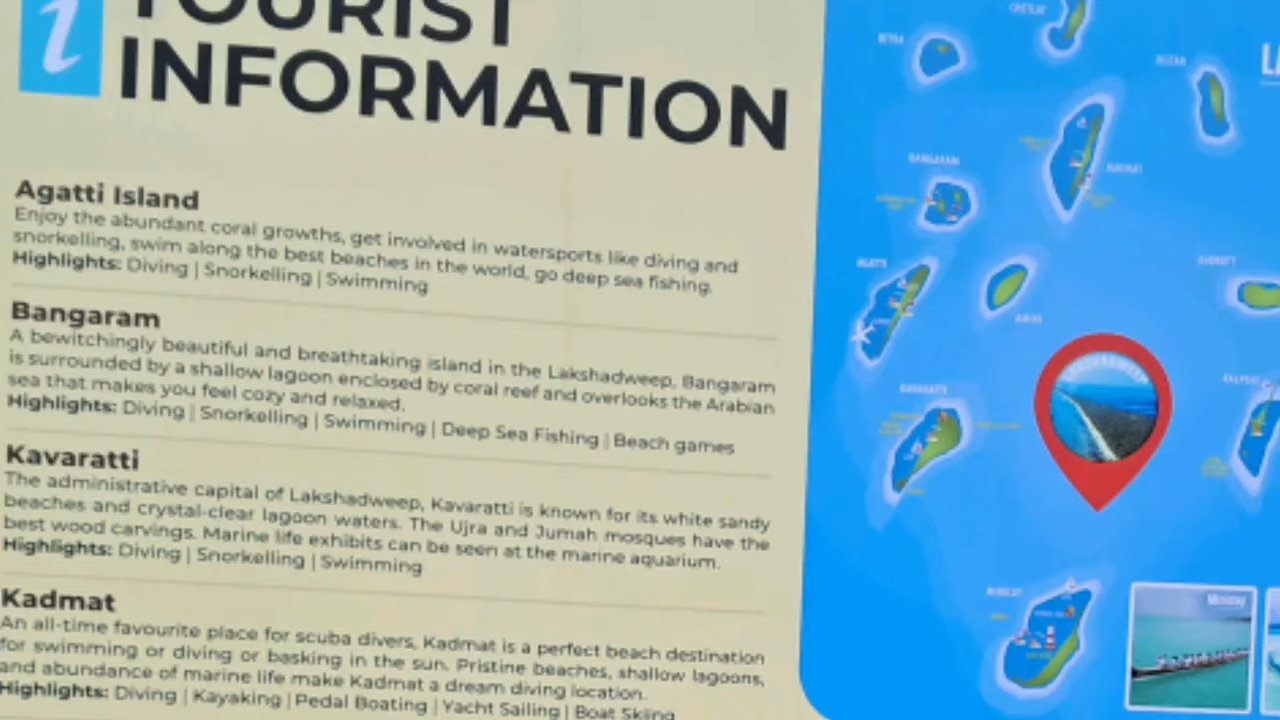 i
TOURIST
INFORMATION
Agatti Island
Enjoy the abundant coral growths, get involved in watersports like diving and
snorkelling, swim along the best beaches in the world, go deep sea fishing.
Highlights: Diving | Snorkelling | Swimming
Bangaram
A bewitchingly beautiful and breathtaking island in the Lakshadweep, Bangaram
is surrounded by a shallow lagoon enclosed by coral reef and overlooks the Arabian
sea that makes you feel cozy and relaxed.
Highlights: Diving | Snorkelling | Swimming | Deep Sea Fishing | Beach games
Kavaratti
The administrative capital of Lakshadweep, Kavaratti is known for its white sandy
beaches and crystal-clear lagoon waters. The Ujra and Jumah mosques have the
best wood carvings. Marine life exhibits can be seen at the marine aquarium.
Highlights: Diving | Snorkelling | Swimming
Kadmat
An all-time favourite place for scuba divers, Kadmat is a perfect beach destination
for swimming or diving or basking in the sun. Pristine beaches, shallow lagoons,
and abundance of marine life make Kadmat a dream diving location.
Highlights: Diving | Kayaking | Pedal Boating | Yacht Sailing | Boat Skiing
BANGARAM
AGATTI
KAVARATTI
Minicoy